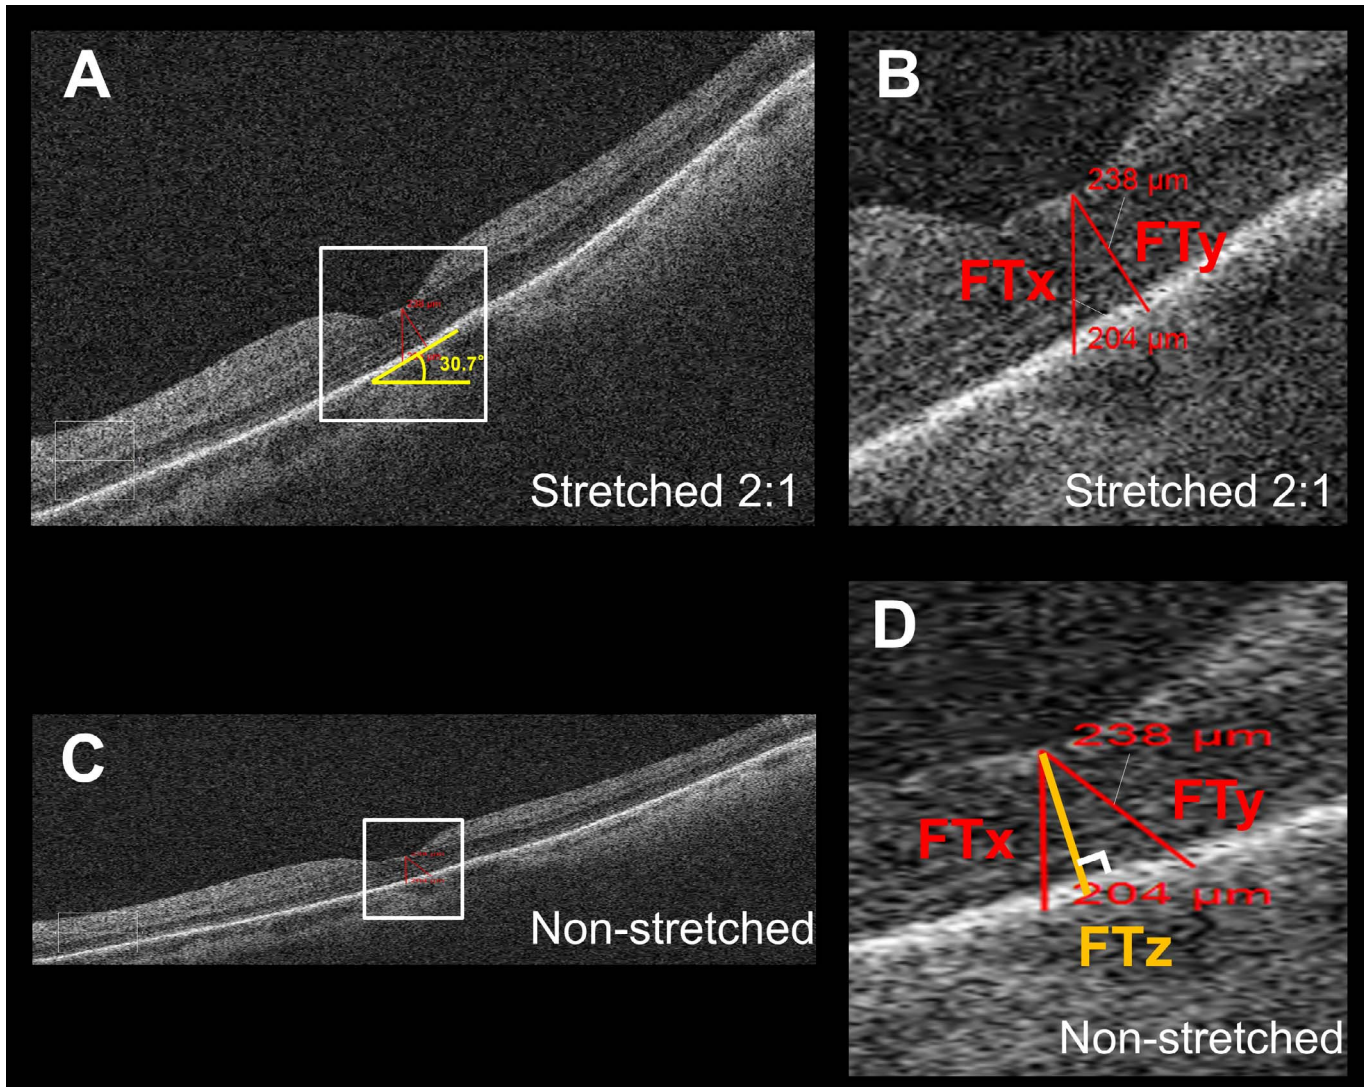 A
30.7°
Stretched 2:1
B
238 µm
FTy
FTx
204 µm
Stretched 2:1
C
Non-stretched
D
238 µm
FTy
FTx
204 µm
FTz
Non-stretched